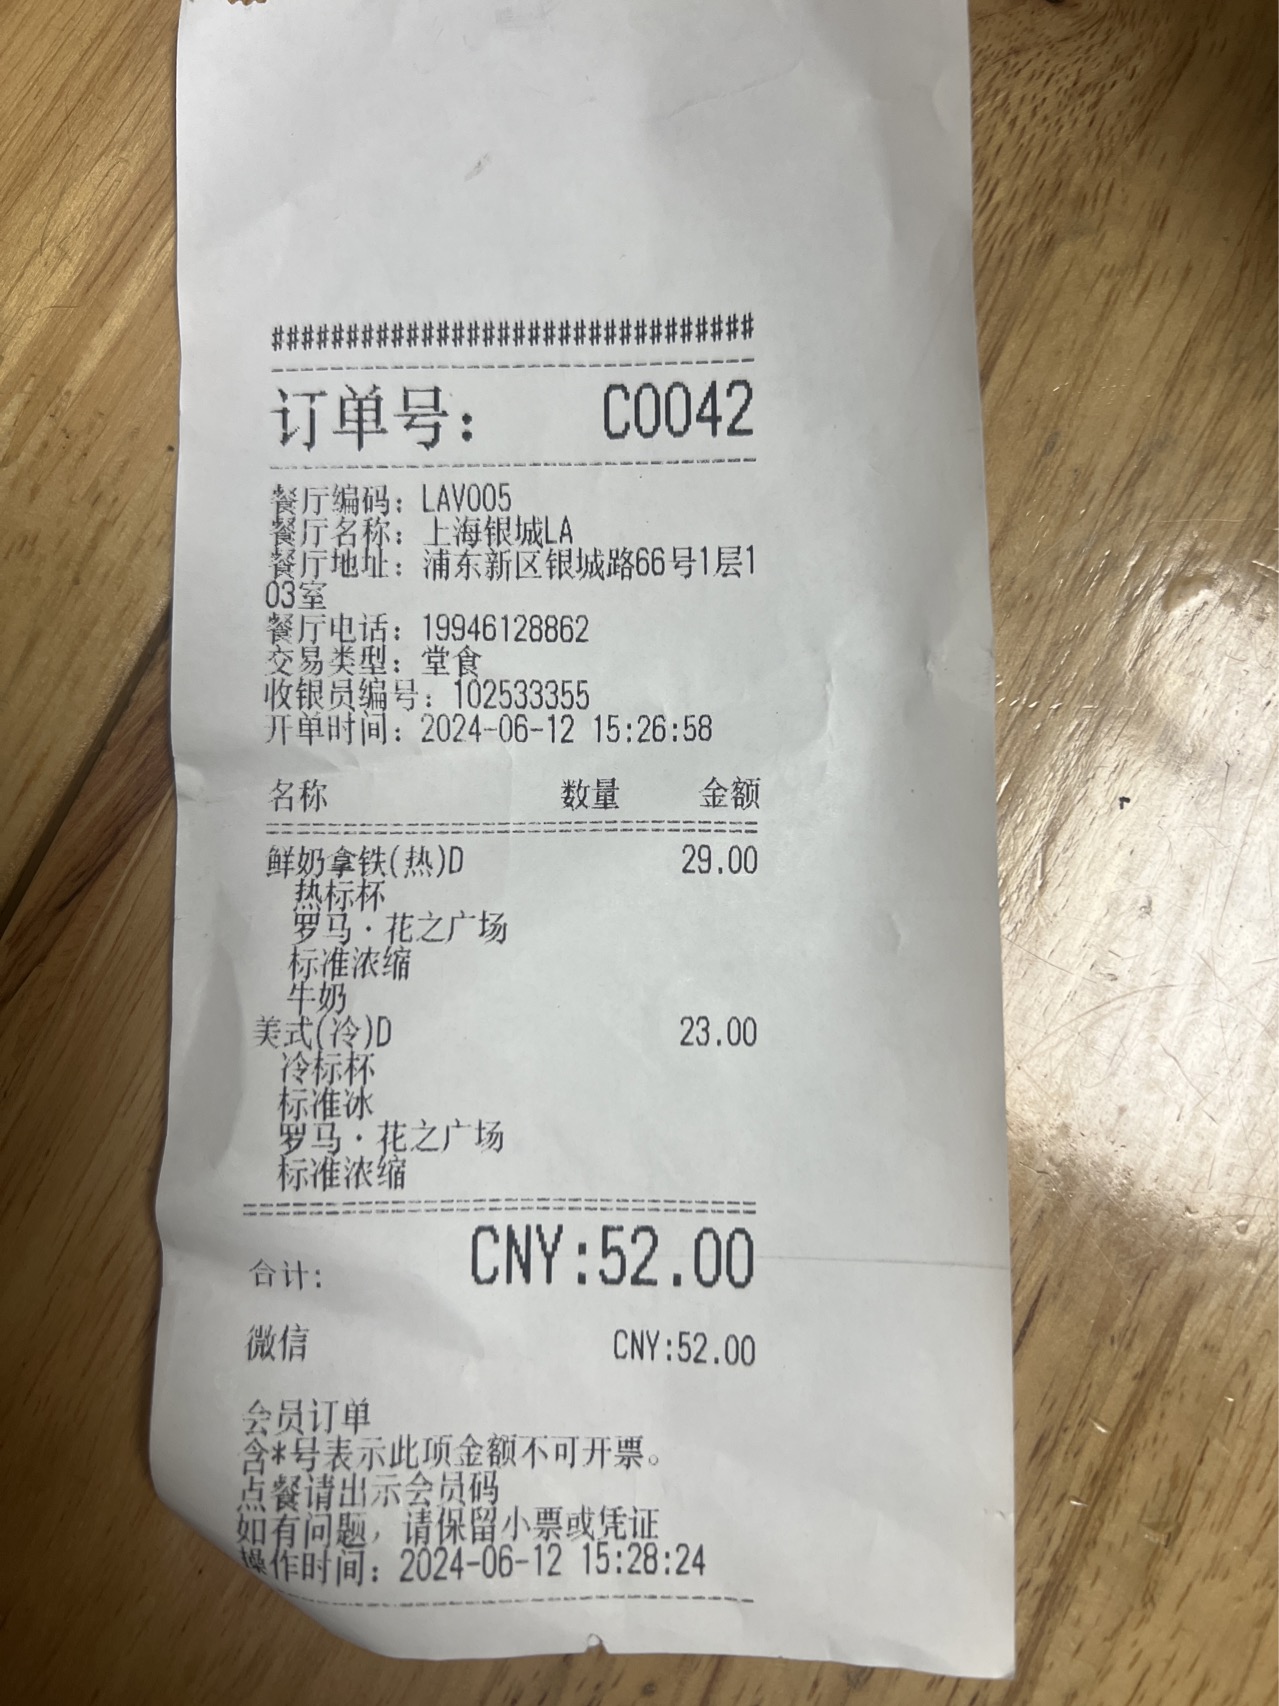 ################################
订单号： C0042
餐厅编码：LAV005
餐厅名称：上海银城LA
餐厅地址：浦东新区银城路66号1层1
03室
餐厅电话：19946128862
交易类型：堂食
收银员编号：102533355
开单时间：2024-06-12 15:26:58
名称 数量 金额
鲜奶拿铁(热)D 29.00
热标杯
罗马·花之广场
标准浓缩
牛奶
美式(冷)D 23.00
冷标杯
标准冰
罗马·花之广场
标准浓缩
合计: CNY:52.00
微信 CNY:52.00
会员订单
含*号表示此项金额不可开票。
点餐请出示会员码
如有问题，请保留小票或凭证
操作时间：2024-06-12 15:28:24